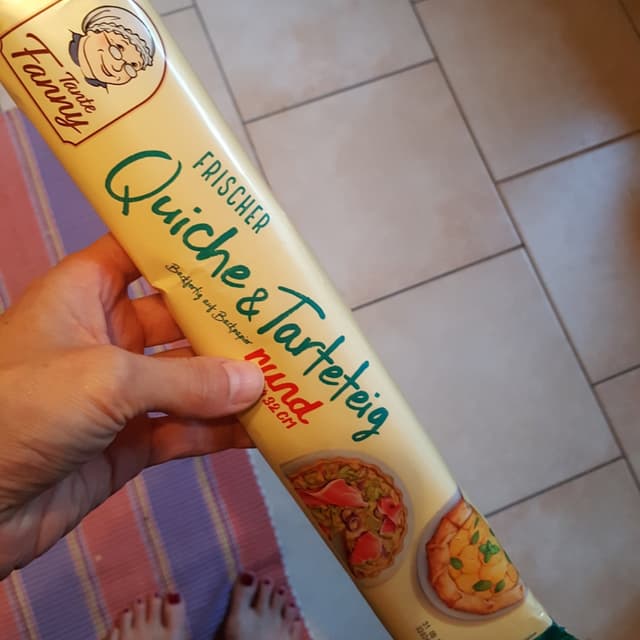 Tante
Fanny
FRISCHER
Quiche & Tarteteig
Backfertig auf Backpapier
rund
32 CM